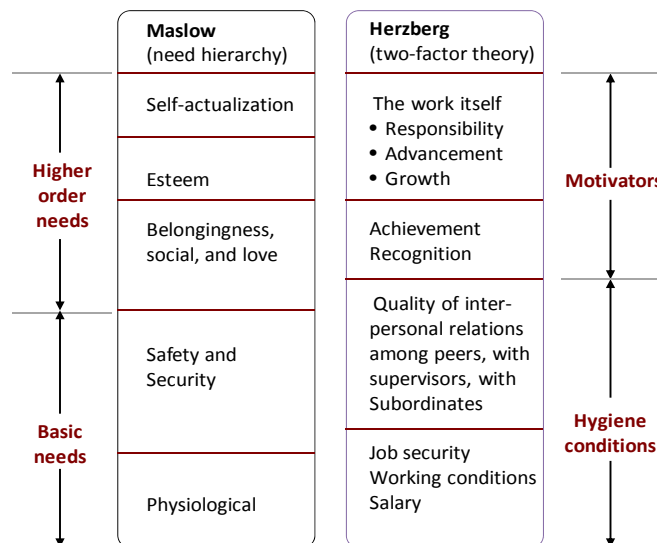 Maslow
(need hierarchy)
Self-actualization
Esteem
Belongingness,
social, and love
Safety and
Security
Physiological
Herzberg
(two-factor theory)
The work itself
• Responsibility
• Advancement
• Growth
Achievement
Recognition
Quality of inter-
personal relations
among peers, with
supervisors, with
Subordinates
Job security
Working conditions
Salary
Higher
order
needs
Basic
needs
Motivators
Hygiene
conditions